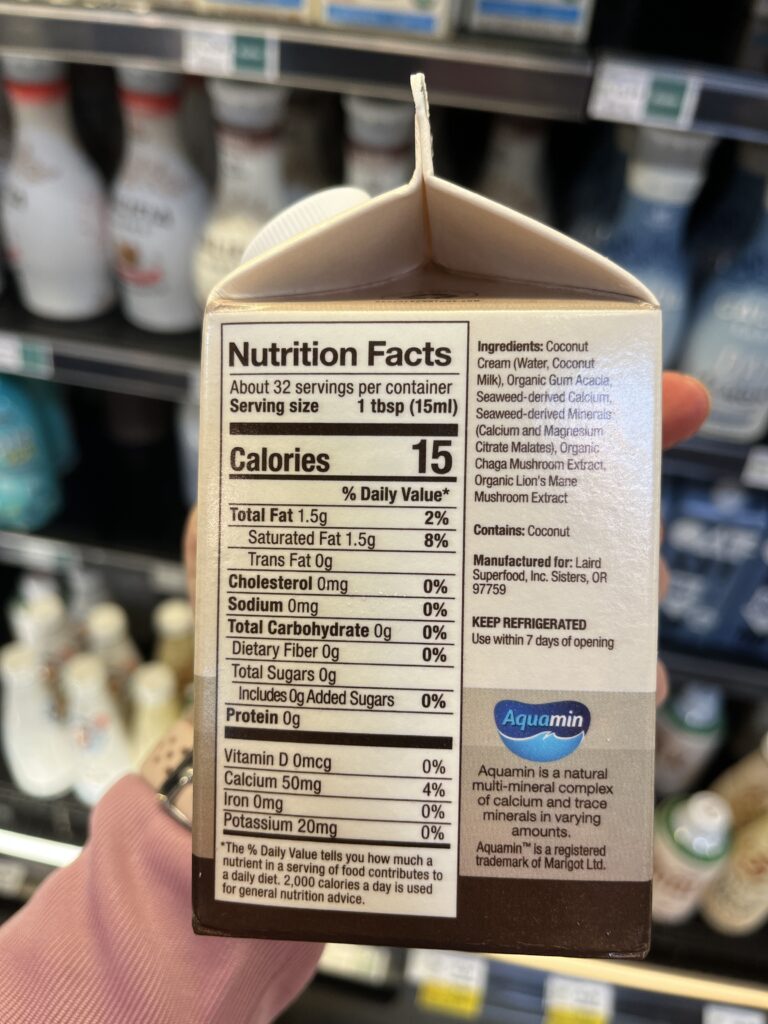 Nutrition Facts
About 32 servings per container
Serving size 1 tbsp (15ml)
Calories 15
% Daily Value*
Total Fat 1.5g 2%
Saturated Fat 1.5g 8%
Trans Fat 0g
Cholesterol 0mg 0%
Sodium 0mg 0%
Total Carbohydrate 0g 0%
Dietary Fiber 0g 0%
Total Sugars 0g
Includes 0g Added Sugars 0%
Protein 0g
Vitamin D 0mcg 0%
Calcium 50mg 4%
Iron 0mg 0%
Potassium 20mg 0%
*The % Daily Value tells you how much a
nutrient in a serving of food contributes to
a daily diet. 2,000 calories a day is used
for general nutrition advice.
Ingredients: Coconut
Cream (Water, Coconut
Milk), Organic Gum Acacia,
Seaweed-derived Calcium,
Seaweed-derived Minerals
(Calcium and Magnesium
Citrate Malates), Organic
Chaga Mushroom Extract,
Organic Lion's Mane
Mushroom Extract
Contains: Coconut
Manufactured for: Laird
Superfood, Inc. Sisters, OR
97759
KEEP REFRIGERATED
Use within 7 days of opening
Aquamin
Aquamin is a natural
multi-mineral complex
of calcium and trace
minerals in varying
amounts.
Aquamin™ is a registered
trademark of Marigot Ltd.